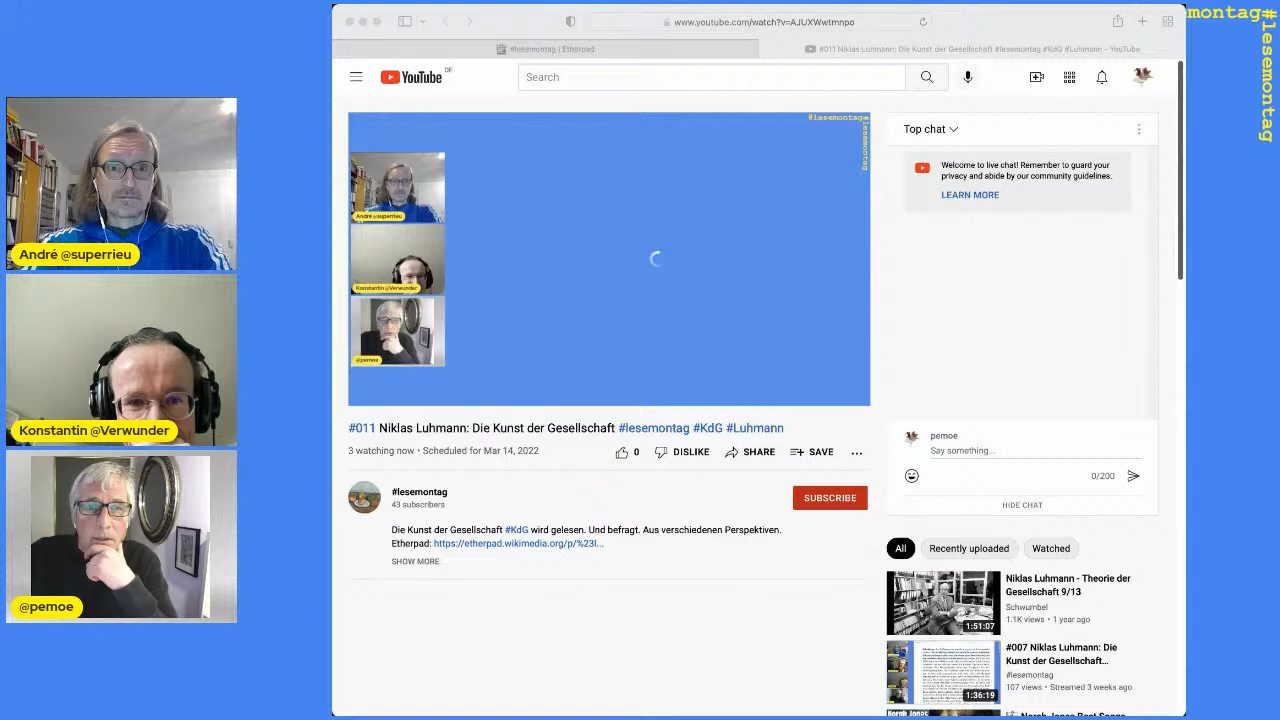 #lesemontag
#lesemontag
www.youtube.com/watch?v=AJUXWwImnpo
#lesemontag | Etherpad
#011 Niklas Luhmann: Die Kunst der Gesellschaft #lesemontag #KdG #Luhmann - YouTube
YouTube DE
Search
#lesemontag
#lesemontag
André @superrieu
Konstantin @Verwunder
@pemoe
André @superrieu
Konstantin @Verwunder
@pemoe
#011 Niklas Luhmann: Die Kunst der Gesellschaft #lesemontag #KdG #Luhmann
3 watching now • Scheduled for Mar 14, 2022
0
DISLIKE
SHARE
SAVE
#lesemontag
43 subscribers
SUBSCRIBE
Die Kunst der Gesellschaft #KdG wird gelesen. Und befragt. Aus verschiedenen Perspektiven.
Etherpad: https://etherpad.wikimedia.org/p/%23l...
SHOW MORE
Top chat
Welcome to live chat! Remember to guard your
privacy and abide by our community guidelines.
LEARN MORE
pemoe
Say something...
0/200
HIDE CHAT
All
Recently uploaded
Watched
Niklas Luhmann - Theorie der
Gesellschaft 9/13
Schwumbel
1.1K views • 1 year ago
1:51:07
#007 Niklas Luhmann: Die
Kunst der Gesellschaft...
#lesemontag
107 views • Streamed 3 weeks ago
1:36:19